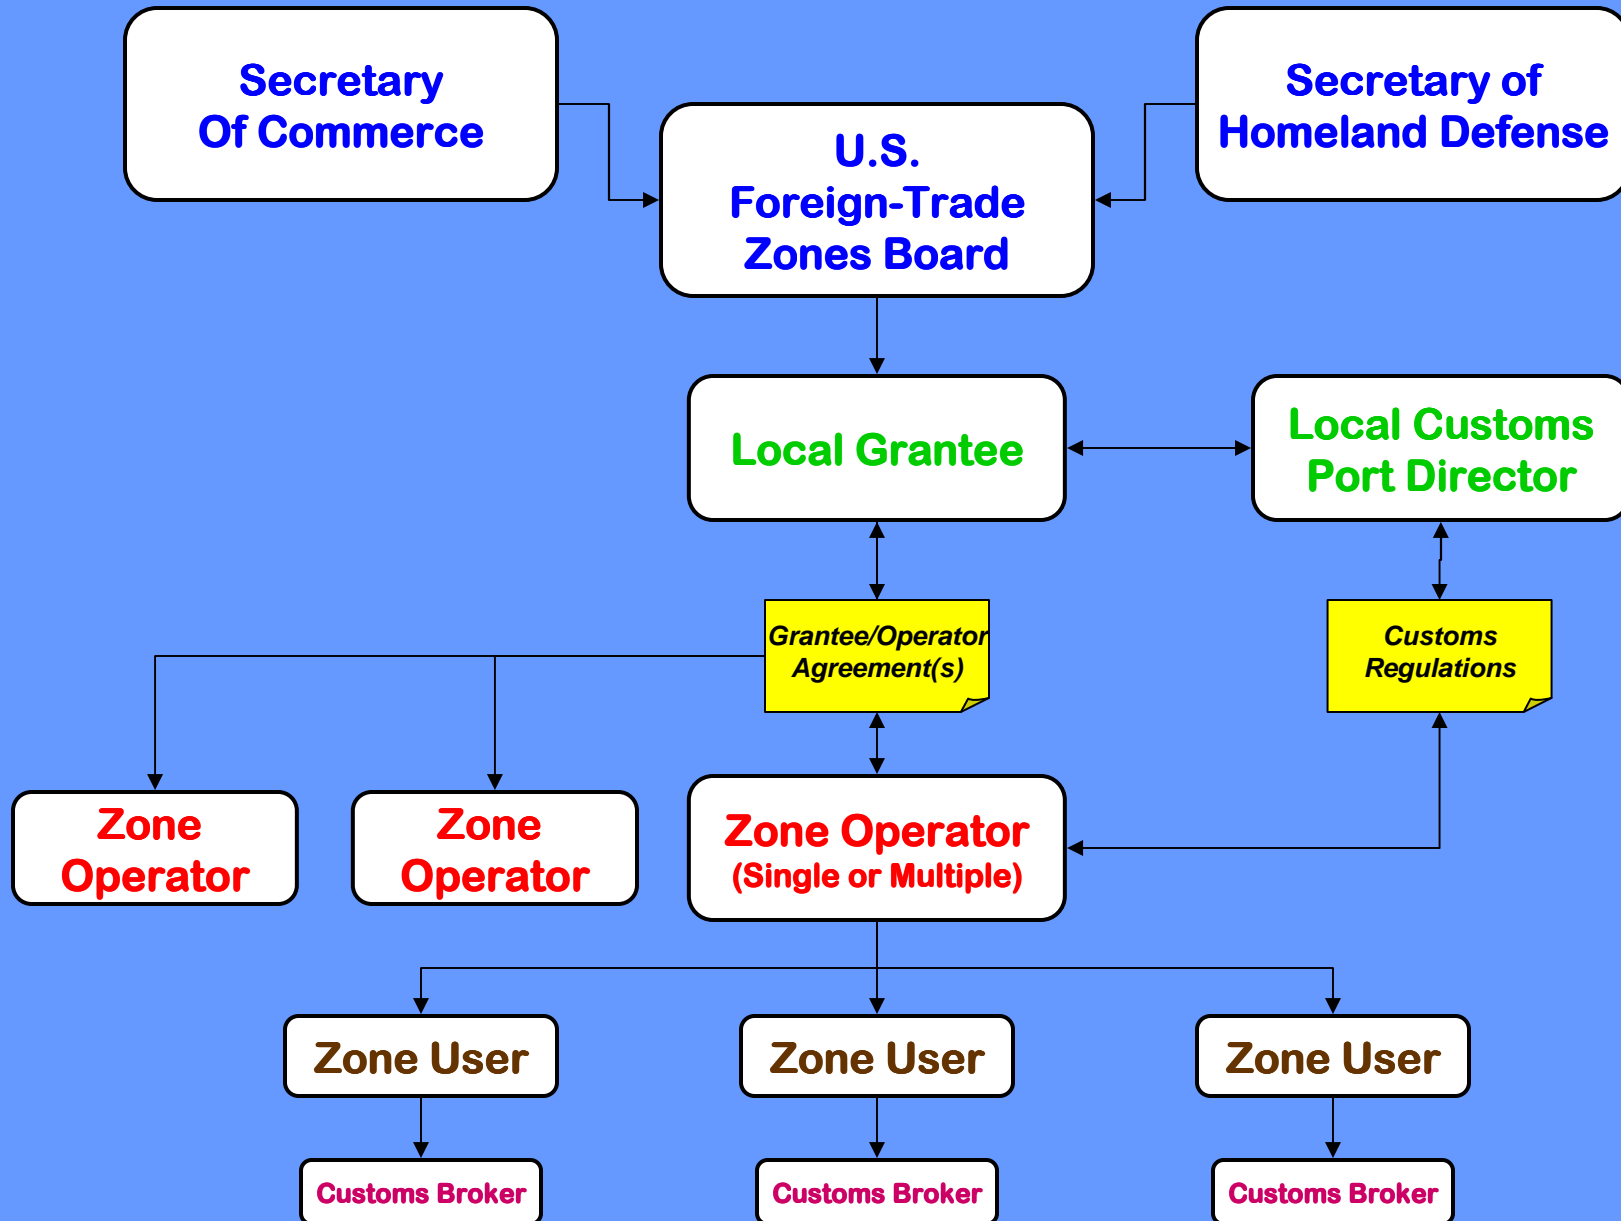 Secretary
Of Commerce
Secretary of
Homeland Defense
U.S.
Foreign-Trade
Zones Board
Local Grantee
Local Customs
Port Director
Grantee/Operator
Agreement(s)
Customs
Regulations
Zone
Operator
Zone
Operator
Zone Operator
(Single or Multiple)
Zone User
Zone User
Zone User
Customs Broker
Customs Broker
Customs Broker